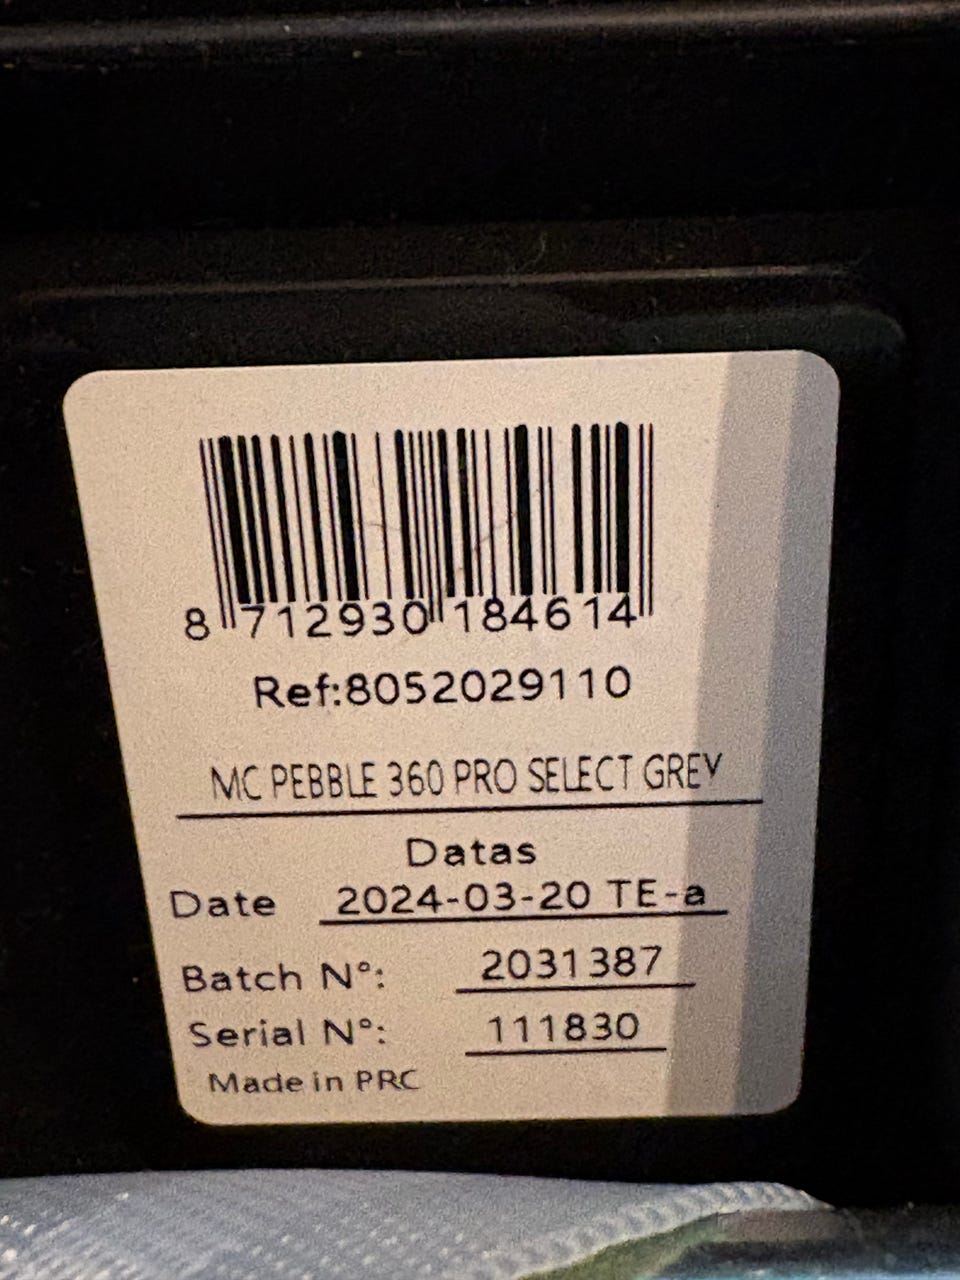 8 712930 184614
Ref:8052029110
MC PEBBLE 360 PRO SELECT GREY
Datas
Date 2024-03-20 TE-a
Batch N°: 2031387
Serial N°: 111830
Made in PRC